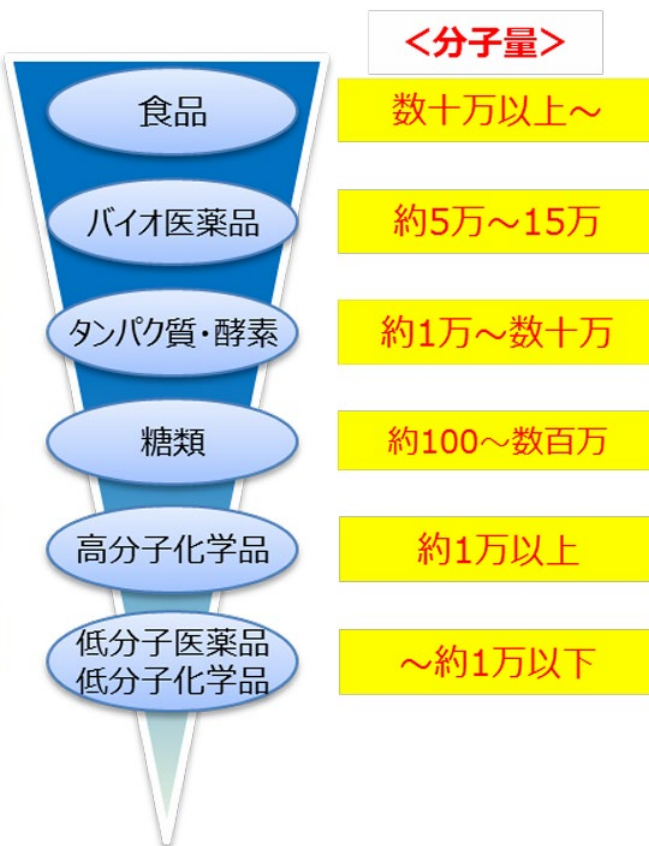 ＜分子量＞
食品
数十万以上～
バイオ医薬品
約5万～15万
タンパク質・酵素
約1万～数十万
糖類
約100～数百万
高分子化学品
約1万以上
低分子医薬品
低分子化学品
～約1万以下